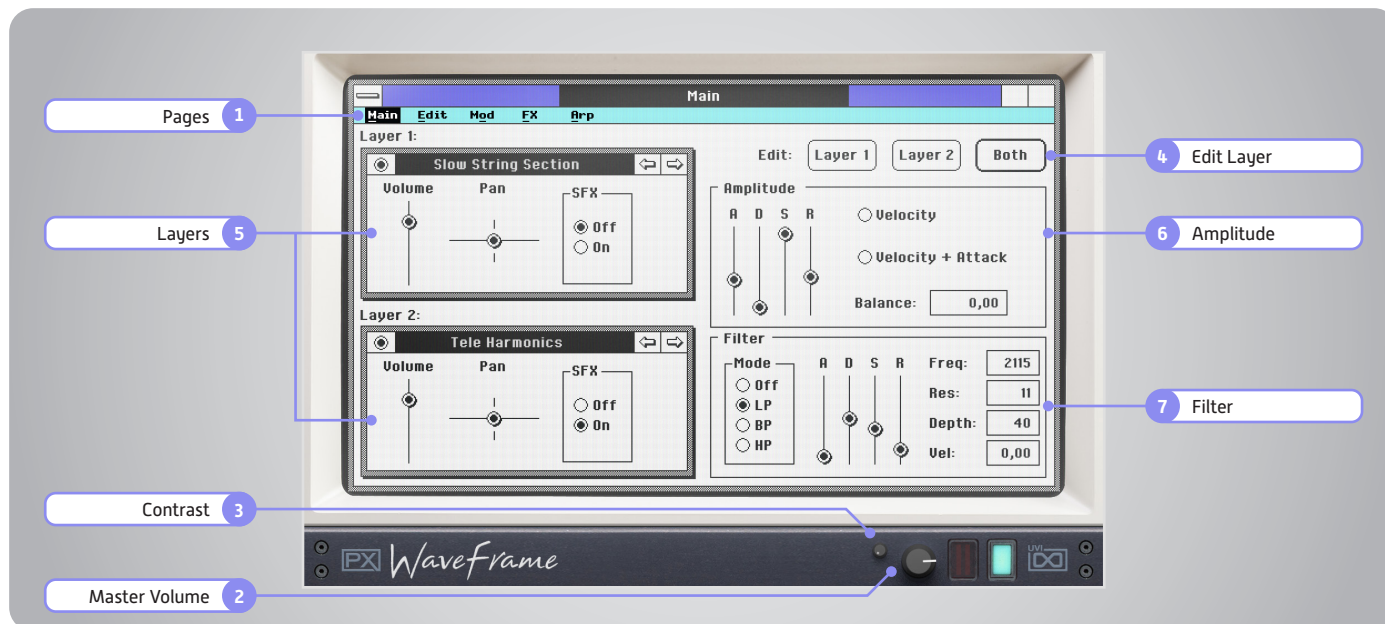 Main
Main Edit Mod FX Arp
Layer 1:
Slow String Section
Volume Pan SFX
Off
On
Layer 2:
Tele Harmonics
Volume Pan SFX
Off
On
Edit: Layer 1 Layer 2 Both
Amplitude
A D S R
Velocity
Velocity + Attack
Balance: 0,00
Filter
Mode
Off
LP
BP
HP
A D S R
Freq: 2115
Res: 11
Depth: 40
Vel: 0,00
PX WaveFrame
UVI
Pages 1
Layers 5
Contrast 3
Master Volume 2
4 Edit Layer
6 Amplitude
7 Filter